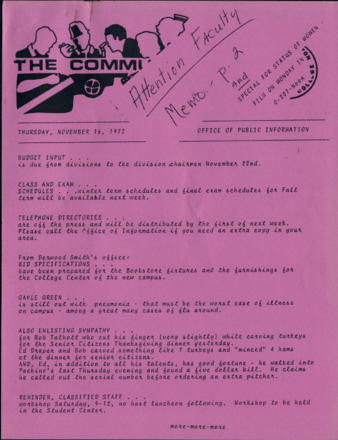 THE COMMU
Attention Faculty
Memo - p. 2
And
SPECIAL FOR STATUS OF WOMEN
FILM ON MONDAY IN
COLLEGE
THURSDAY, NOVEMBER 16, 1972
OFFICE OF PUBLIC INFORMATION
BUDGET INPUT . . .
is due from divisions to the division chairmen November 22nd.
CLASS AND EXAM . . .
SCHEDULES . . .winter term schedules and final exam schedules for Fall
term will be available next week.
TELEPHONE DIRECTORIES . . .
are off the press and will be distributed by the first of next week.
Please call the Office of Information if you need an extra copy in your
area.
From Derwood Smith's office:
BID SPECIFICATIONS . . .
have been prepared for the Bookstore fixtures and the furnishings for
the College Center of the new campus.
GAYLE GREEN . . .
is still out with pneumonia - that must be the worst case of illness
on campus - among a great many cases of flu around.
ALSO ENLISTING SYMPATHY . . .
for Bob Talbott who cut his finger (very slightly) while carving turkeys
for the Senior Citizens Thanksgiving dinner yesterday.
Ed Draper and Bob carved something like 7 turkeys and "minced" 4 hams
at the dinner for senior citizens.
AND, Ed, in addition to all his talents, has good fortune - he walked into
Pachini's last Thursday evening and found a five dollar bill. He claims
he called out the serial number before ordering an extra pitcher.
REMINDER, CLASSIFIED STAFF . . .
workshop Saturday, 9-12, no host luncheon following. Workshop to be held
in the Student Center.
more-more-more